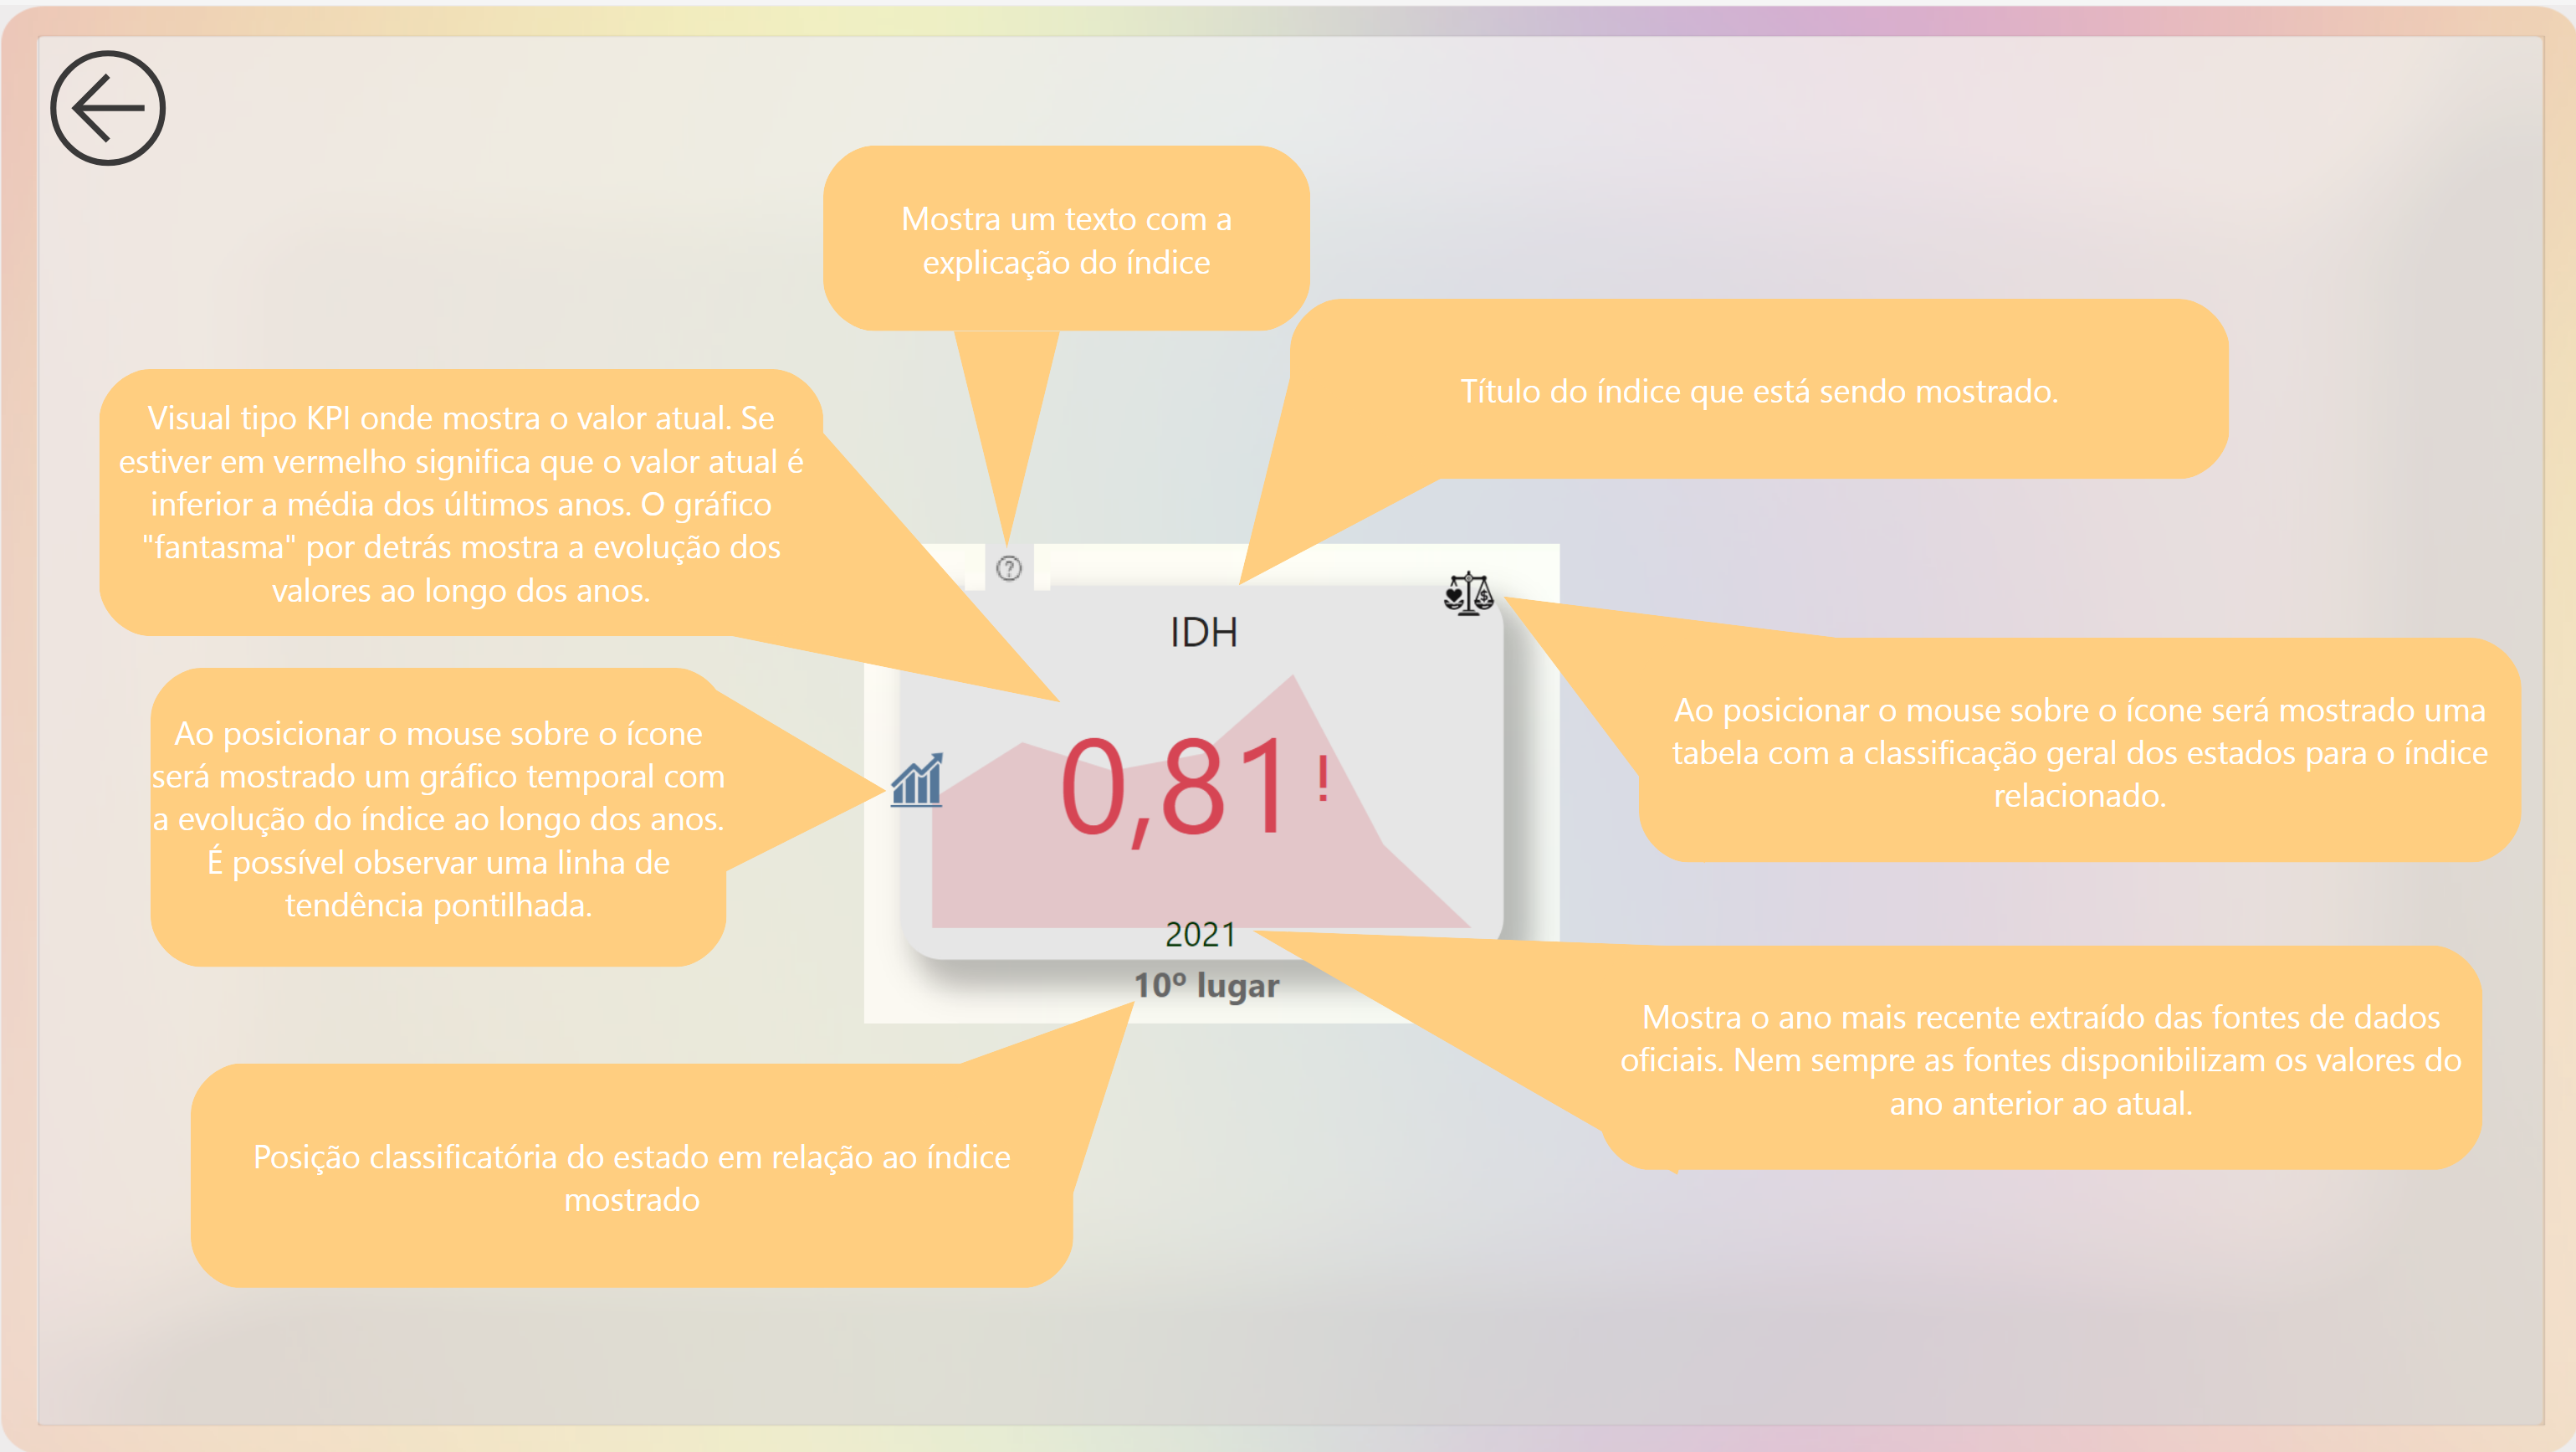 Mostra um texto com a
explicação do índice
Título do índice que está sendo mostrado.
Visual tipo KPI onde mostra o valor atual. Se
estiver em vermelho significa que o valor atual é
inferior a média dos últimos anos. O gráfico
"fantasma" por detrás mostra a evolução dos
valores ao longo dos anos.
?
$
IDH
Ao posicionar o mouse sobre o ícone
será mostrado um gráfico temporal com
a evolução do índice ao longo dos anos.
É possível observar uma linha de
tendência pontilhada.
0,81!
Ao posicionar o mouse sobre o ícone será mostrado uma
tabela com a classificação geral dos estados para o índice
relacionado.
2021
10º lugar
Mostra o ano mais recente extraído das fontes de dados
oficiais. Nem sempre as fontes disponibilizam os valores do
ano anterior ao atual.
Posição classificatória do estado em relação ao índice
mostrado